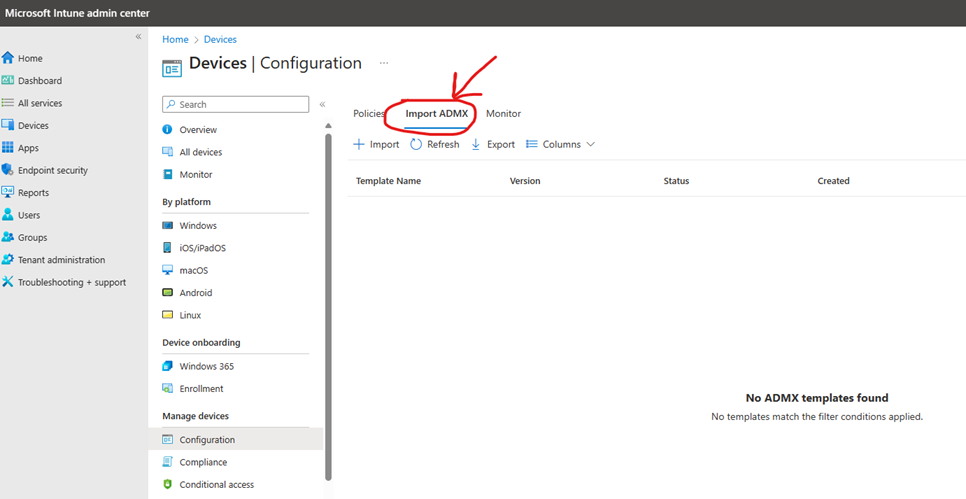 Microsoft Intune admin center
«
Home
Dashboard
All services
Devices
Apps
Endpoint security
Reports
Users
Groups
Tenant administration
Troubleshooting + support
Home > Devices
Devices | Configuration ...
Search
«
Overview
All devices
Monitor
By platform
Windows
iOS/iPadOS
macOS
Android
Linux
Device onboarding
Windows 365
Enrollment
Manage devices
Configuration
Compliance
Conditional access
Policies Import ADMX Monitor
Import Refresh Export Columns
Template Name Version Status Created
No ADMX templates found
No templates match the filter conditions applied.